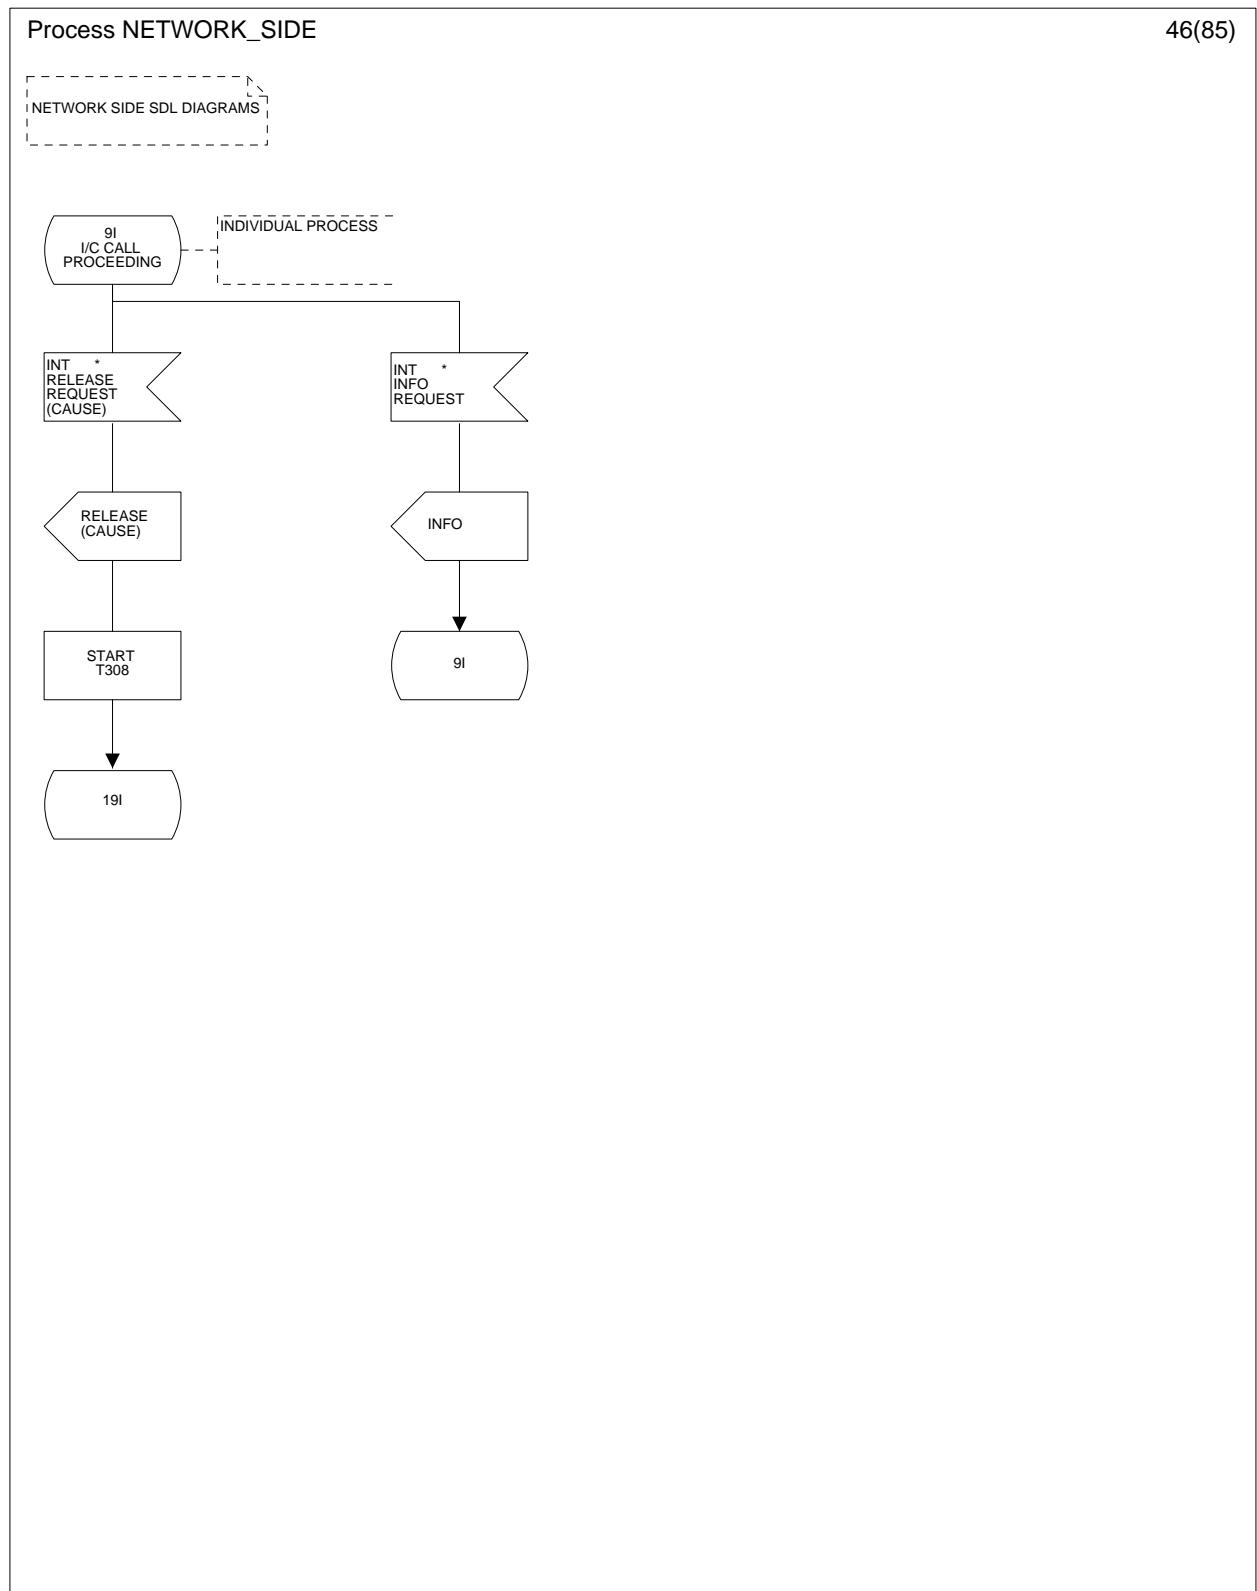 Process NETWORK_SIDE
46(85)
NETWORK SIDE SDL DIAGRAMS
9I
I/C CALL
PROCEEDING
INDIVIDUAL PROCESS
INT *
RELEASE
REQUEST
(CAUSE)
INT *
INFO
REQUEST
RELEASE
(CAUSE)
INFO
START
T308
9I
19I